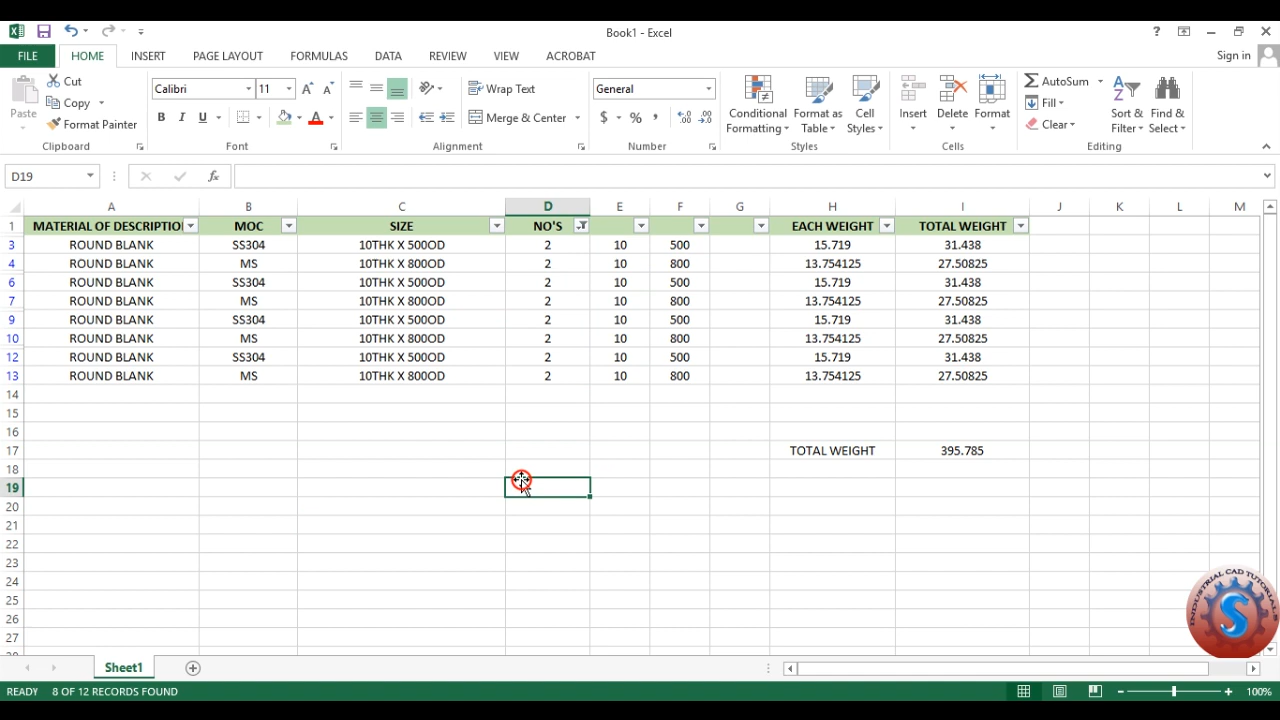 Book1 - Excel
FILE HOME INSERT PAGE LAYOUT FORMULAS DATA REVIEW VIEW ACROBAT Sign in
Cut
Copy
Format Painter
Paste
Clipboard
Calibri 11
B I U
Font
Wrap Text
Merge & Center
Alignment
General
$ % ,
Number
Conditional Formatting
Format as Table
Cell Styles
Styles
Insert Delete Format
Cells
AutoSum
Fill
Clear
Sort & Filter
Find & Select
Editing
D19 fx
A B C D E F G H I J K L M
1 MATERIAL OF DESCRIPTIO MOC SIZE NO'S EACH WEIGHT TOTAL WEIGHT
3 ROUND BLANK SS304 10THK X 500OD 2 10 500 15.719 31.438
4 ROUND BLANK MS 10THK X 800OD 2 10 800 13.754125 27.50825
6 ROUND BLANK SS304 10THK X 500OD 2 10 500 15.719 31.438
7 ROUND BLANK MS 10THK X 800OD 2 10 800 13.754125 27.50825
9 ROUND BLANK SS304 10THK X 500OD 2 10 500 15.719 31.438
10 ROUND BLANK MS 10THK X 800OD 2 10 800 13.754125 27.50825
12 ROUND BLANK SS304 10THK X 500OD 2 10 500 15.719 31.438
13 ROUND BLANK MS 10THK X 800OD 2 10 800 13.754125 27.50825
14
15
16
17 TOTAL WEIGHT 395.785
18
19
20
21
22
23
24
25
26
27
INDUSTRIAL CAD TUTORIALS
S
Sheet1
READY 8 OF 12 RECORDS FOUND 100%